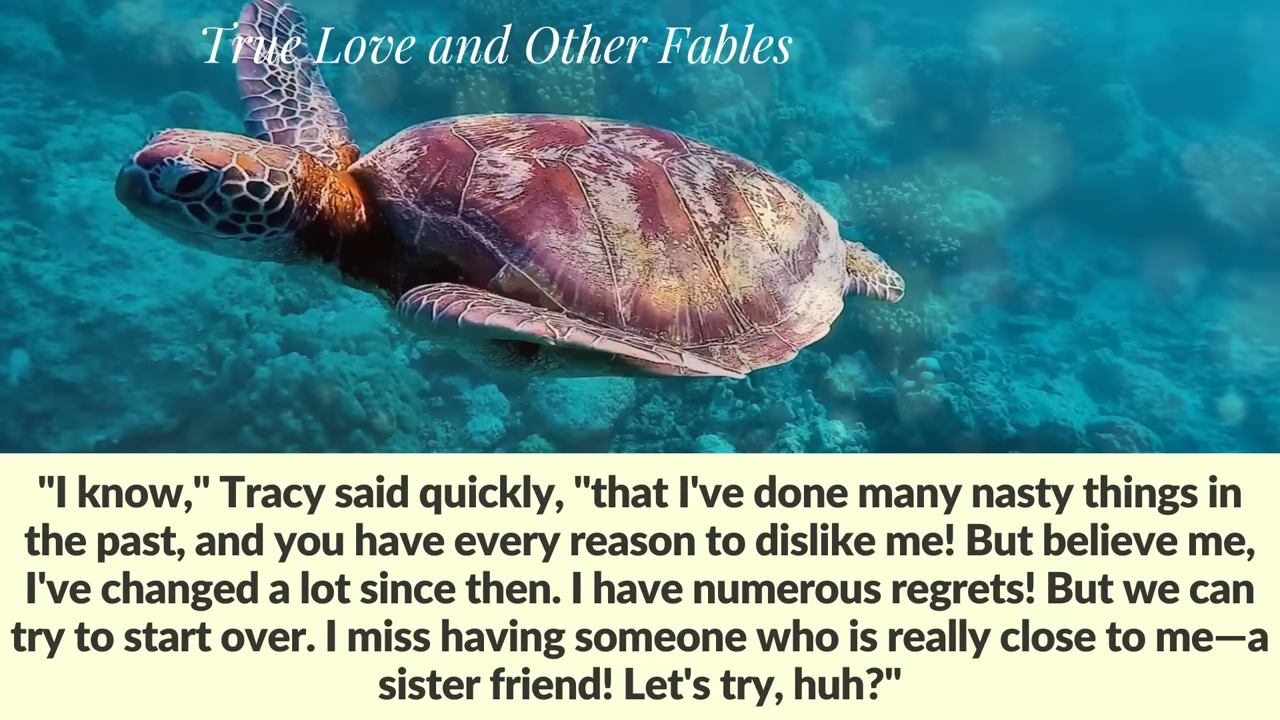 True Love and Other Fables
"I know," Tracy said quickly, "that I've done many nasty things in
the past, and you have every reason to dislike me! But believe me,
I've changed a lot since then. I have numerous regrets! But we can
try to start over. I miss having someone who is really close to me—a
sister friend! Let's try, huh?"